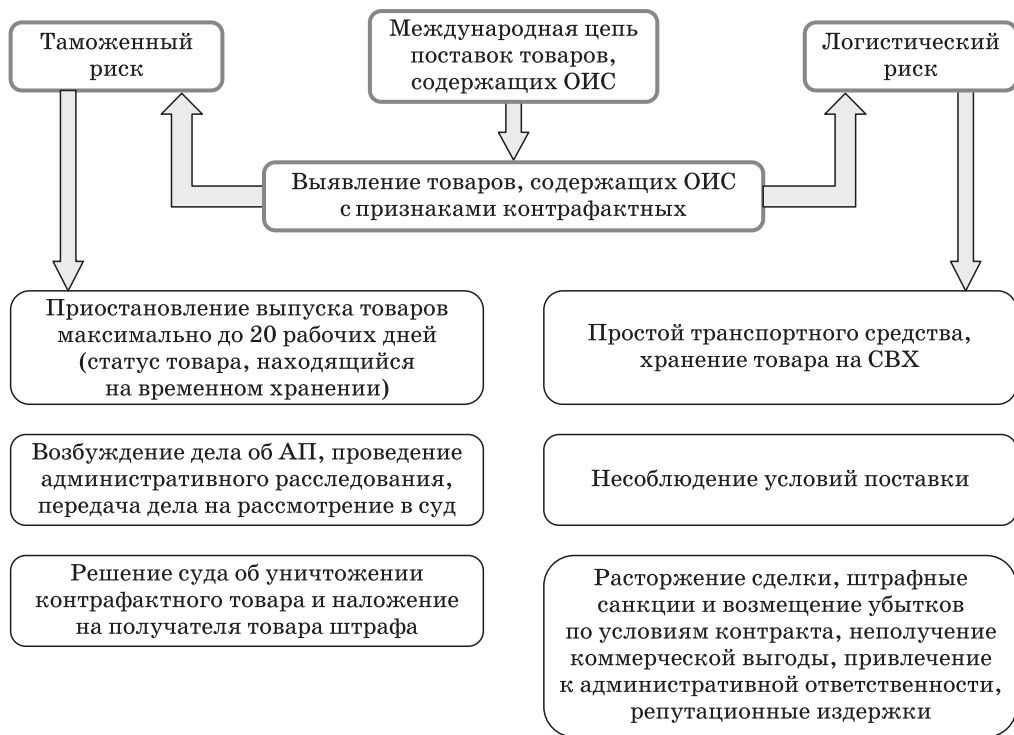 Таможенный
риск
Международная цепь
поставок товаров,
содержащих ОИС
Логистический
риск
Выявление товаров, содержащих ОИС
с признаками контрафактных
Приостановление выпуска товаров
максимально до 20 рабочих дней
(статус товара, находящийся
на временном хранении)
Простой транспортного средства,
хранение товара на СВХ
Возбуждение дела об АП, проведение
административного расследования,
передача дела на рассмотрение в суд
Несоблюдение условий поставки
Решение суда об уничтожении
контрафактного товара и наложение
на получателя товара штрафа
Расторжение сделки, штрафные
санкции и возмещение убытков
по условиям контракта, неполучение
коммерческой выгоды, привлечение
к административной ответственности,
репутационные издержки